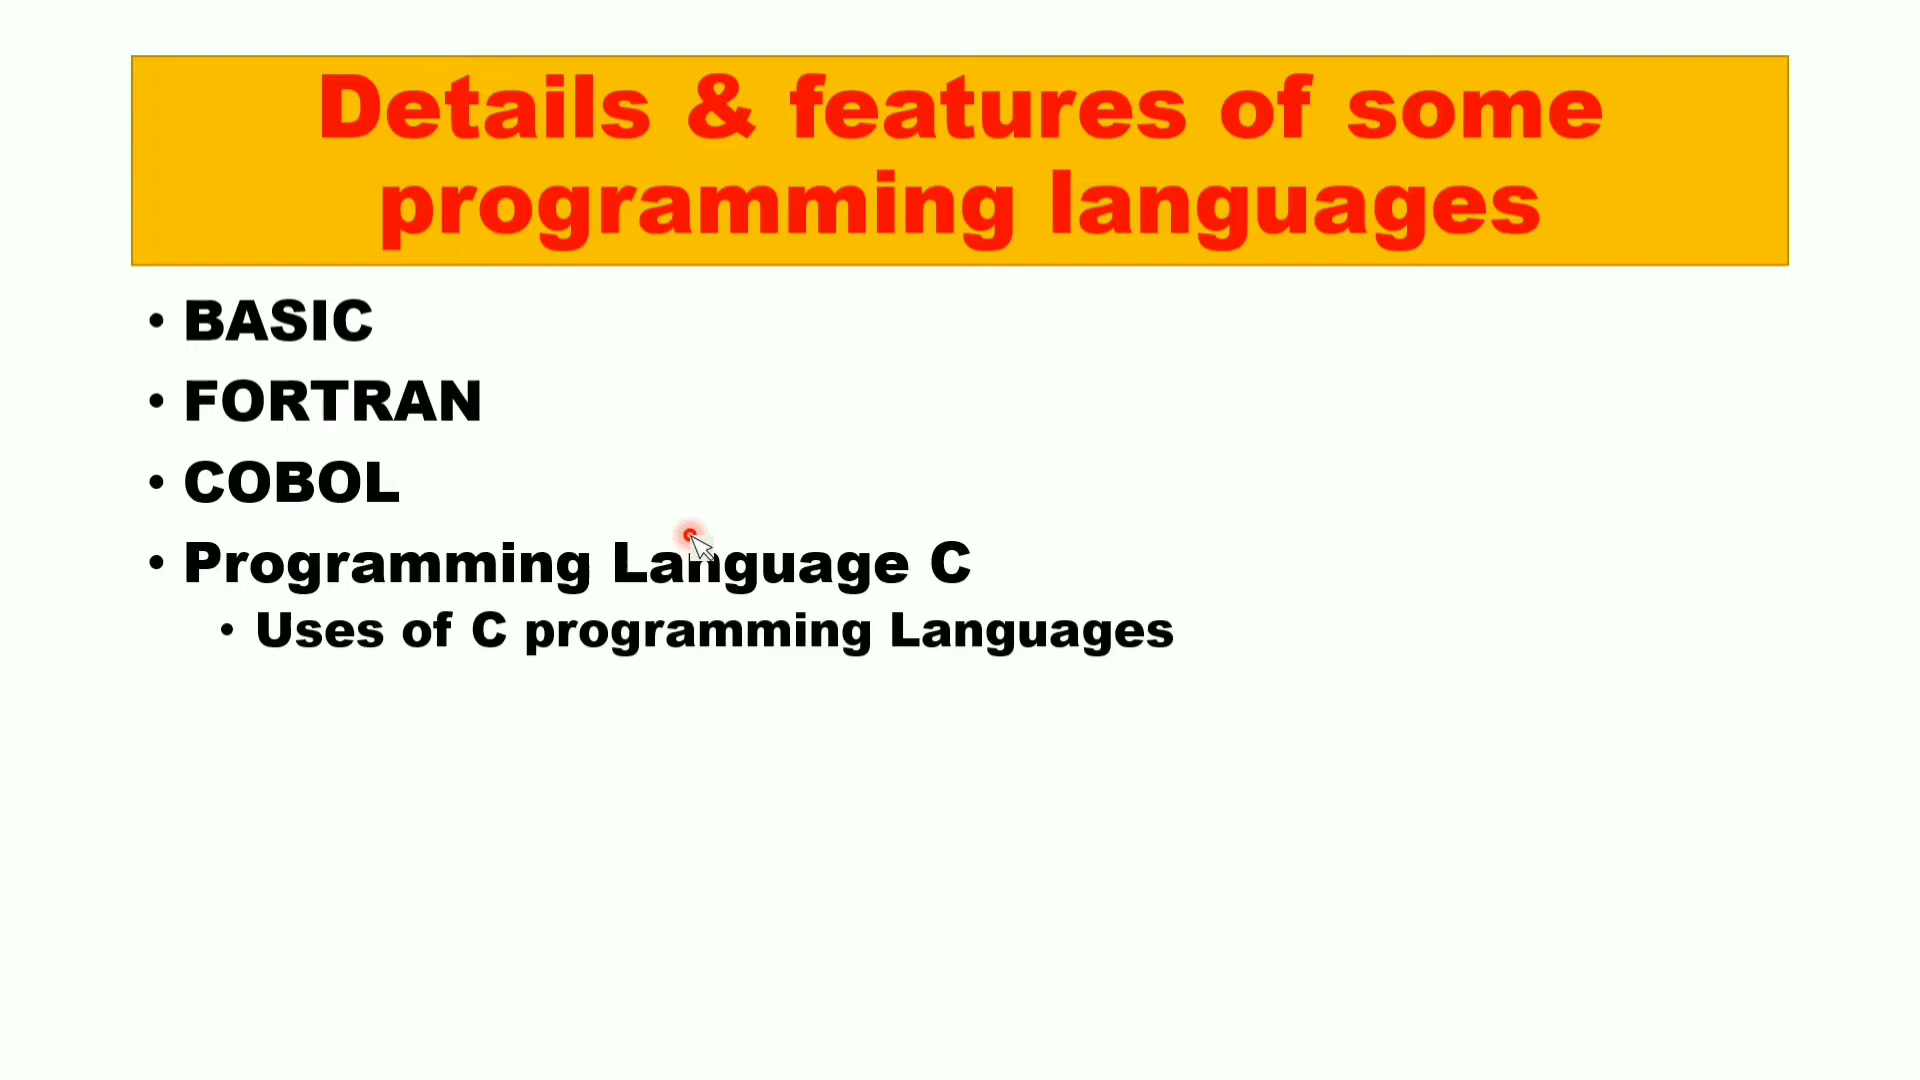 Details & features of some
programming languages
• BASIC
• FORTRAN
• COBOL
• Programming Language C
• Uses of C programming Languages